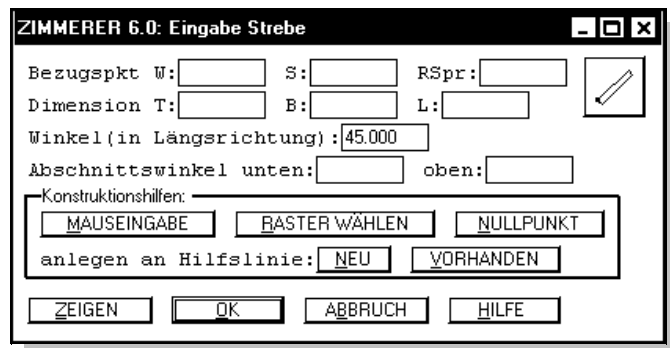 ZIMMERER 6.0: Eingabe Strebe
Bezugspkt W: S: RSpr:
Dimension T: B: L:
Winkel(in Längsrichtung): 45.000
Abschnittswinkel unten: oben:
Konstruktionshilfen:
MAUSEINGABE RASTER WÄHLEN NULLPUNKT
anlegen an Hilfslinie: NEU VORHANDEN
ZEIGEN OK ABBRUCH HILFE